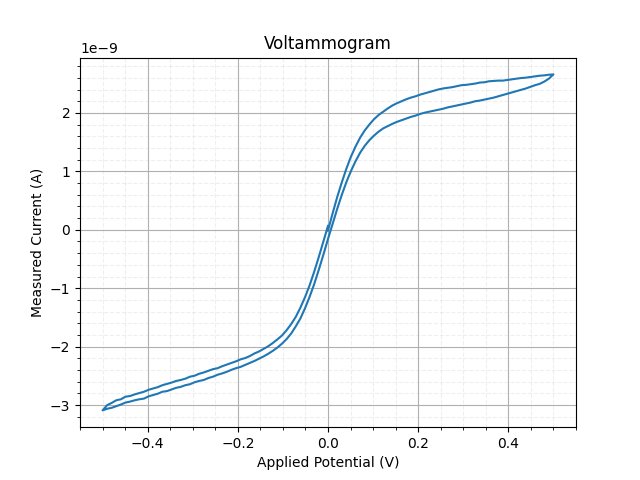 Voltammogram
1e−9
2
1
0
−1
−2
−3
−0.4 −0.2 0.0 0.2 0.4
Measured Current (A)
Applied Potential (V)